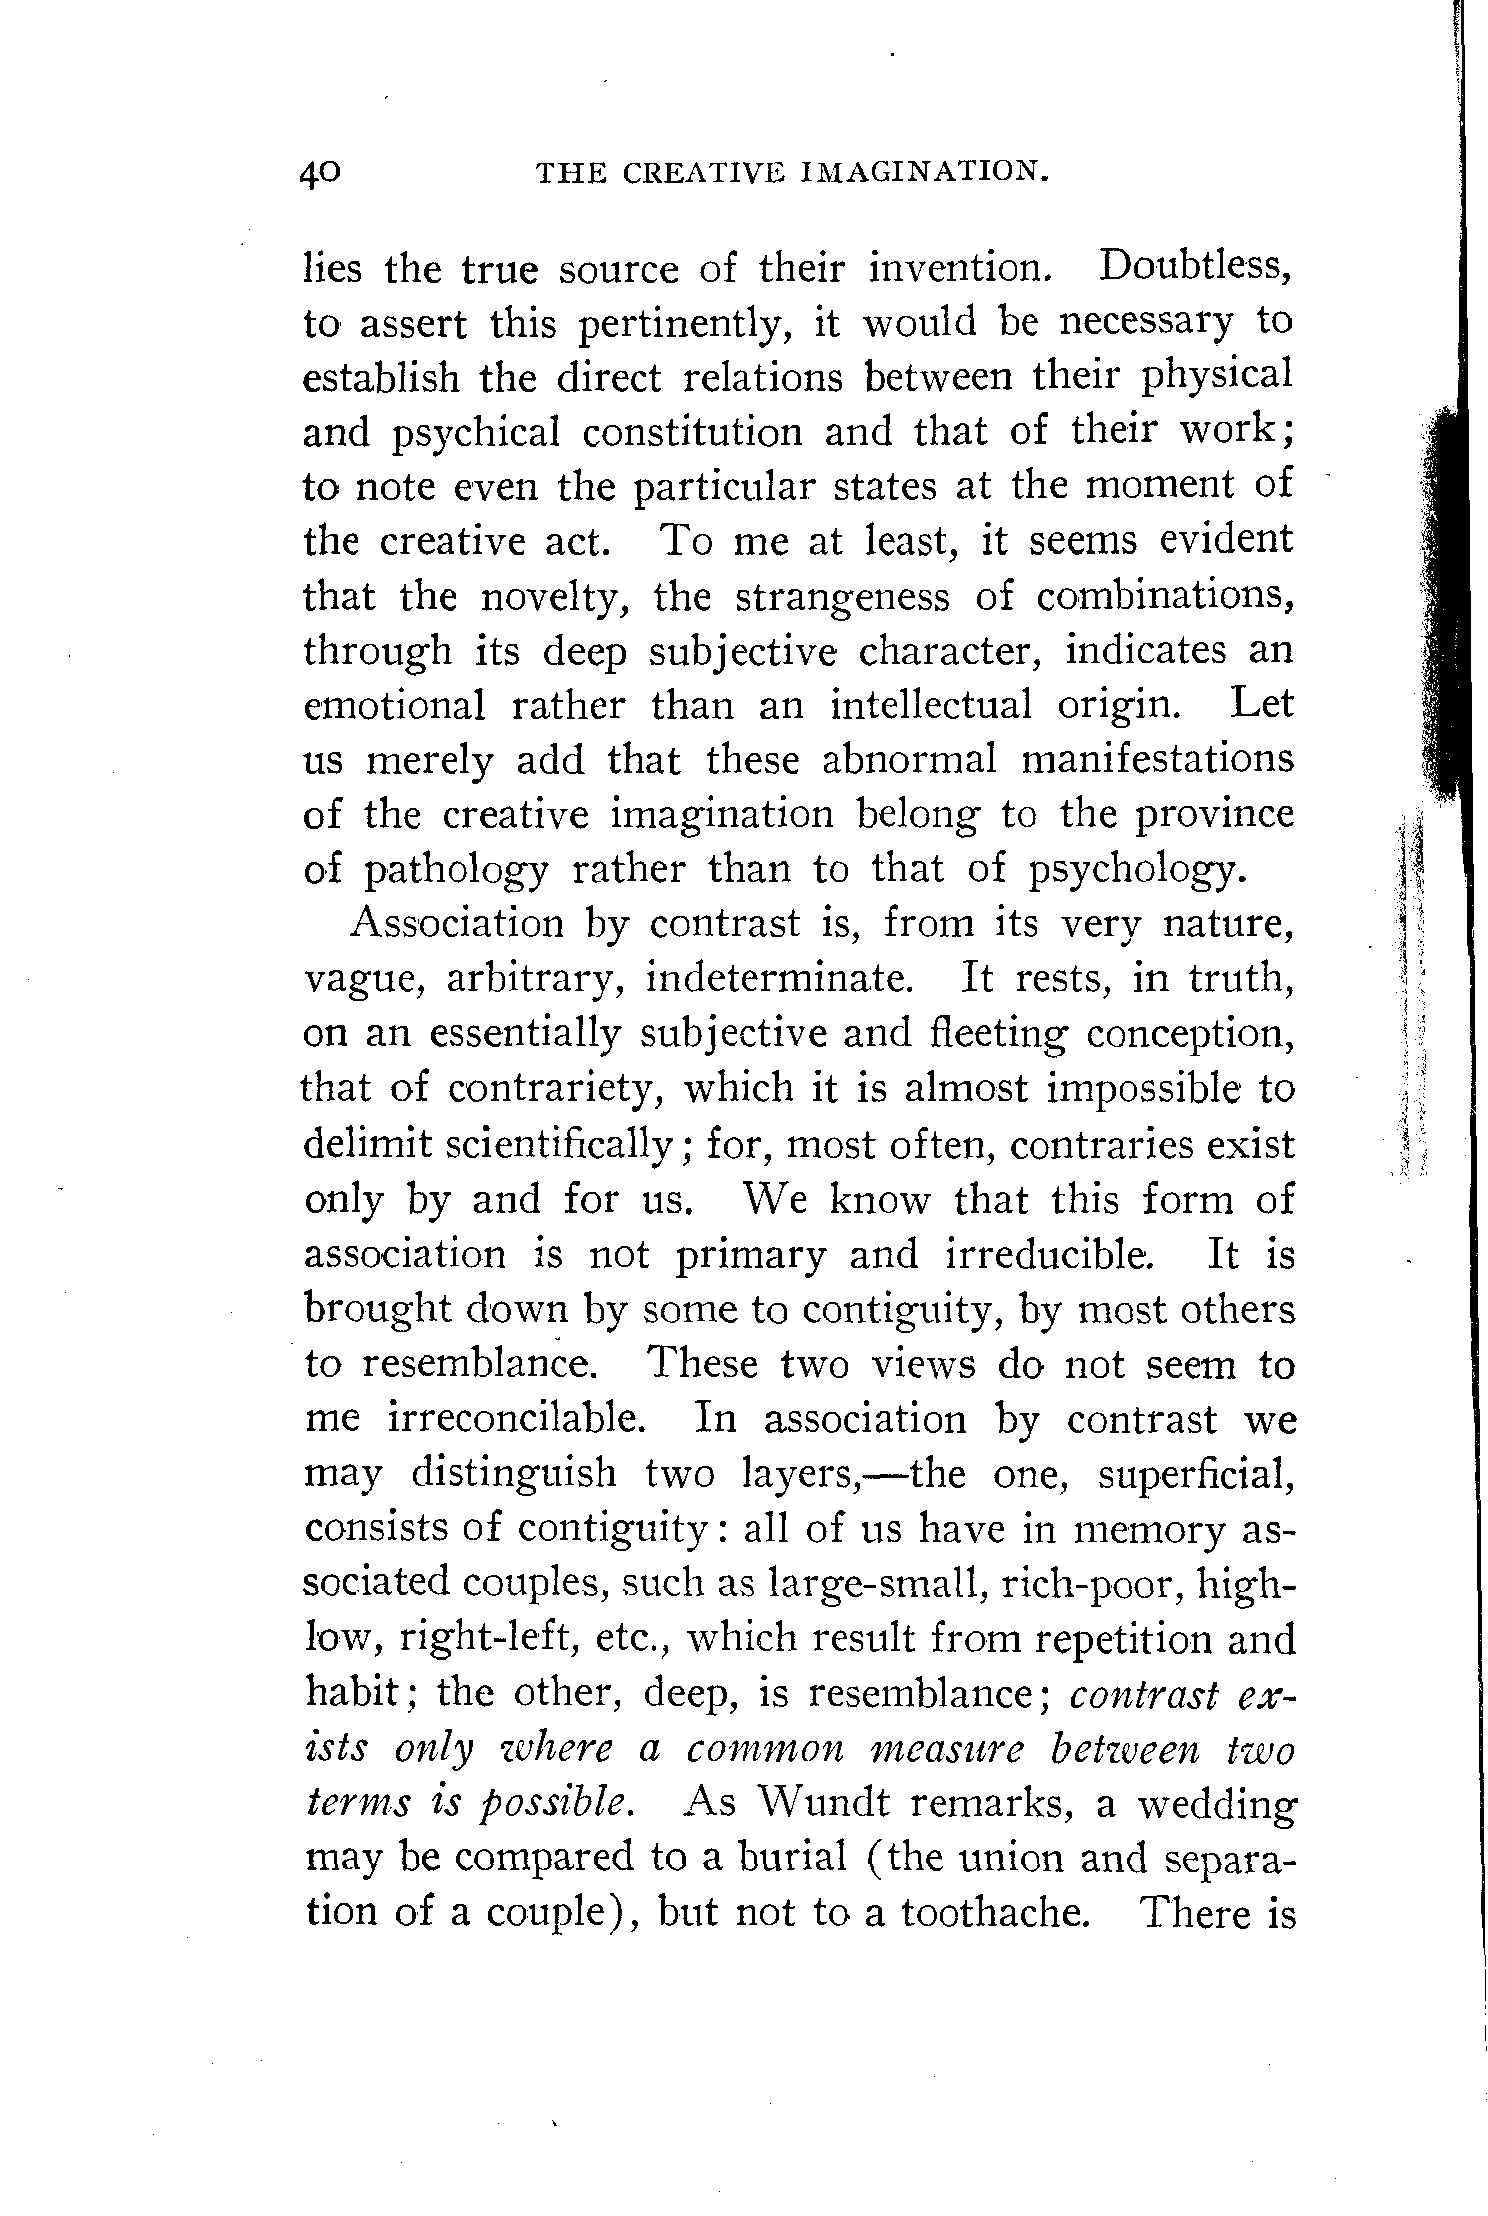 40 THE CREATIVE IMAGINATION.
lies the true source of their invention. Doubtless,
to assert this pertinently, it would be necessary to
establish the direct relations between their physical
and psychical constitution and that of their work;
to note even the particular states at the moment of
the creative act. To me at least, it seems evident
that the novelty, the strangeness of combinations,
through its deep subjective character, indicates an
emotional rather than an intellectual origin. Let
us merely add that these abnormal manifestations
of the creative imagination belong to the province
of pathology rather than to that of psychology.
Association by contrast is, from its very nature,
vague, arbitrary, indeterminate. It rests, in truth,
on an essentially subjective and fleeting conception,
that of contrariety, which it is almost impossible to
delimit scientifically; for, most often, contraries exist
only by and for us. We know that this form of
association is not primary and irreducible. It is
brought down by some to contiguity, by most others
to resemblance. These two views do not seem to
me irreconcilable. In association by contrast we
may distinguish two layers,—the one, superficial,
consists of contiguity: all of us have in memory as-
sociated couples, such as large-small, rich-poor, high-
low, right-left, etc., which result from repetition and
habit; the other, deep, is resemblance; contrast ex-
ists only where a common measure between two
terms is possible. As Wundt remarks, a wedding
may be compared to a burial (the union and separa-
tion of a couple), but not to a toothache. There is